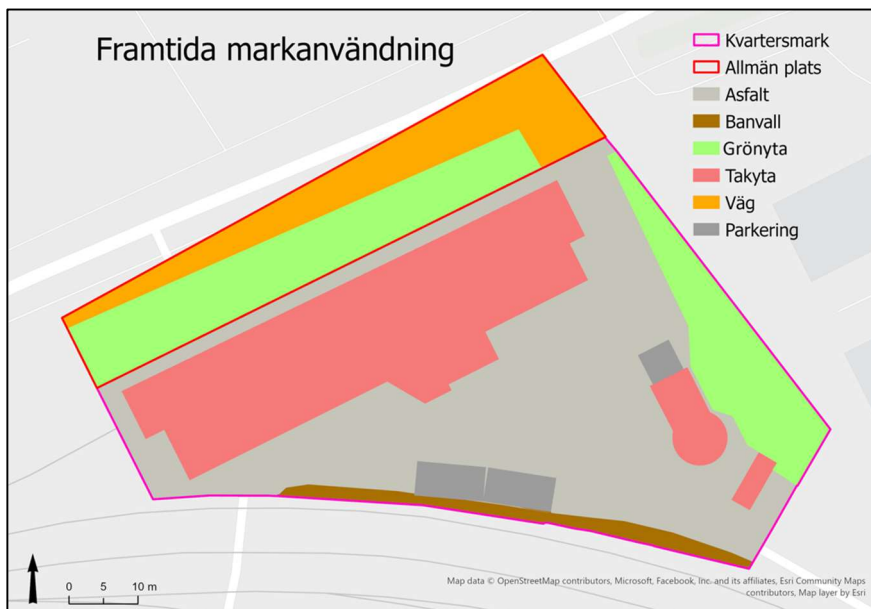 Framtida markanvändning
Kvartersmark
Allmän plats
Asfalt
Banvall
Grönyta
Takyta
Väg
Parkering
0 5 10 m
Map data © OpenStreetMap contributors, Microsoft, Facebook, Inc. and its affiliates, Esri Community Maps
contributors, Map layer by Esri